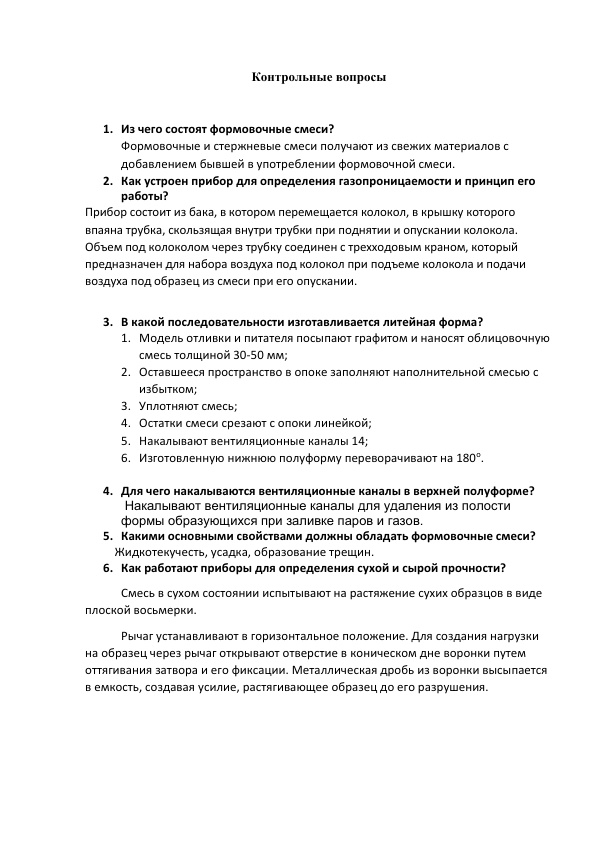 Контрольные вопросы
1. Из чего состоят формовочные смеси?
Формовочные и стержневые смеси получают из свежих материалов с
добавлением бывшей в употреблении формовочной смеси.
2. Как устроен прибор для определения газопроницаемости и принцип его
работы?
Прибор состоит из бака, в котором перемещается колокол, в крышку которого
впаяна трубка, скользящая внутри трубки при поднятии и опускании колокола.
Объем под колоколом через трубку соединен с трехходовым краном, который
предназначен для набора воздуха под колокол при подъеме колокола и подачи
воздуха под образец из смеси при его опускании.
3. В какой последовательности изготавливается литейная форма?
1. Модель отливки и питателя посыпают графитом и наносят облицовочную
смесь толщиной 30-50 мм;
2. Оставшееся пространство в опоке заполняют наполнительной смесью с
избытком;
3. Уплотняют смесь;
4. Остатки смеси срезают с опоки линейкой;
5. Накалывают вентиляционные каналы 14;
6. Изготовленную нижнюю полуформу переворачивают на 180°.
4. Для чего накалываются вентиляционные каналы в верхней полуформе?
Накалывают вентиляционные каналы для удаления из полости
формы образующихся при заливке паров и газов.
5. Какими основными свойствами должны обладать формовочные смеси?
Жидкотекучесть, усадка, образование трещин.
6. Как работают приборы для определения сухой и сырой прочности?
Смесь в сухом состоянии испытывают на растяжение сухих образцов в виде
плоской восьмерки.
Рычаг устанавливают в горизонтальное положение. Для создания нагрузки
на образец через рычаг открывают отверстие в коническом дне воронки путем
оттягивания затвора и его фиксации. Металлическая дробь из воронки высыпается
в емкость, создавая усилие, растягивающее образец до его разрушения.